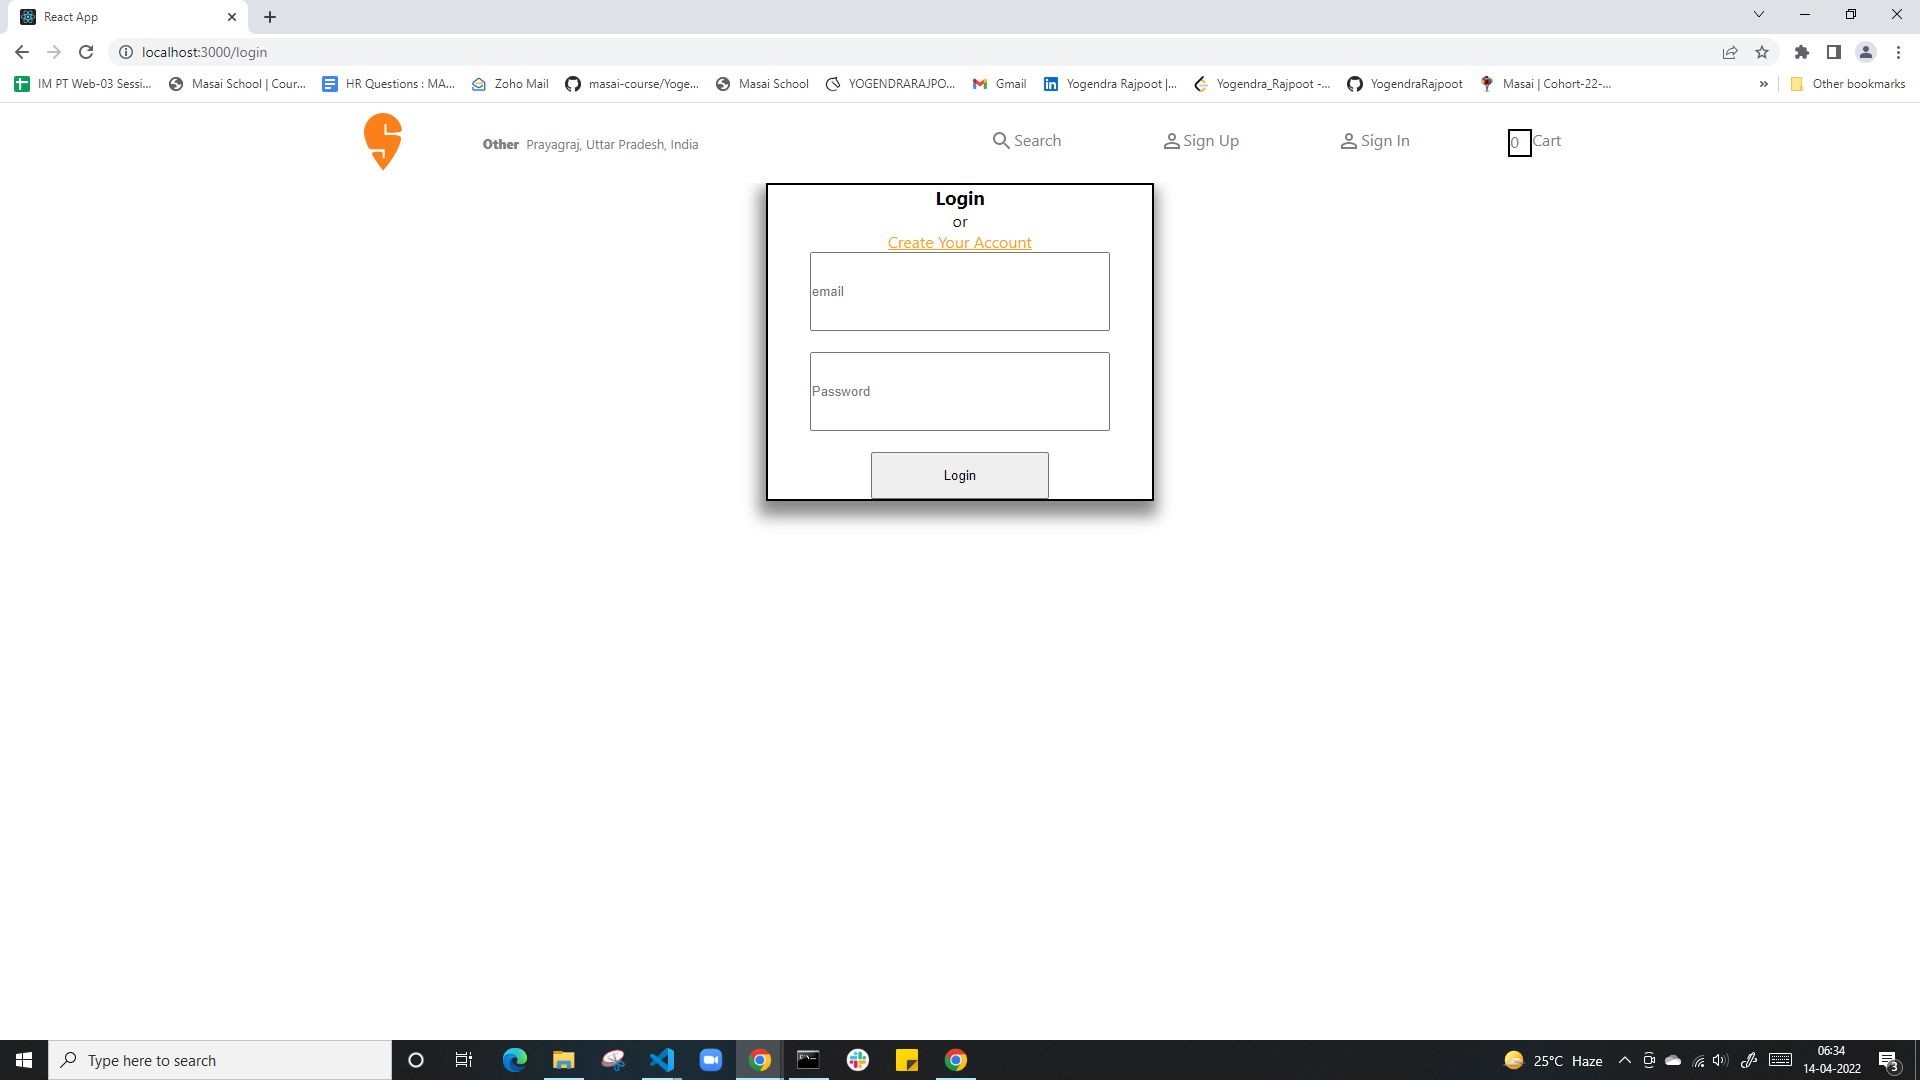 React App
localhost:3000/login
IM PT Web-03 Sessi...
Masai School | Cour...
HR Questions : MA...
Zoho Mail
masai-course/Yoge...
Masai School
YOGENDRARAJPO...
Gmail
Yogendra Rajpoot |...
Yogendra_Rajpoot -...
YogendraRajpoot
Masai | Cohort-22-...
»
Other bookmarks
Other Prayagraj, Uttar Pradesh, India
Search
Sign Up
Sign In
0 Cart
Login
or
Create Your Account
email
Password
Login
Type here to search
25°C Haze
06:34
14-04-2022
3